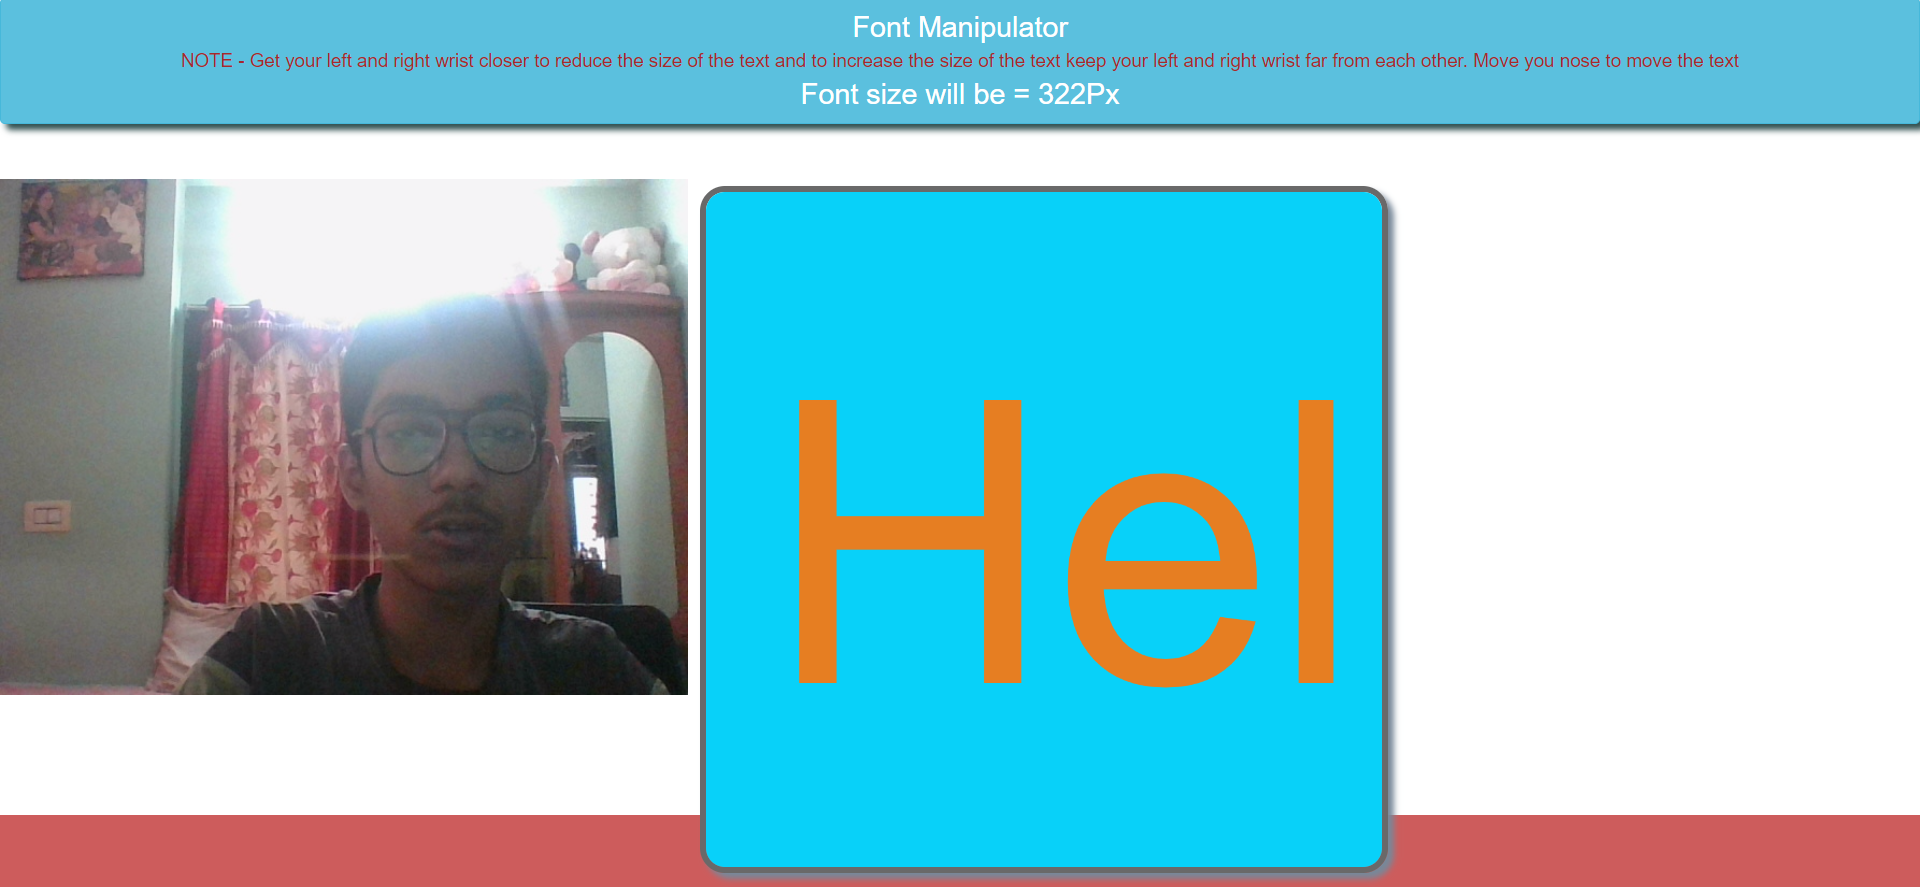 Font Manipulator
NOTE - Get your left and right wrist closer to reduce the size of the text and to increase the size of the text keep your left and right wrist far from each other. Move you nose to move the text
Font size will be = 322Px
Hel